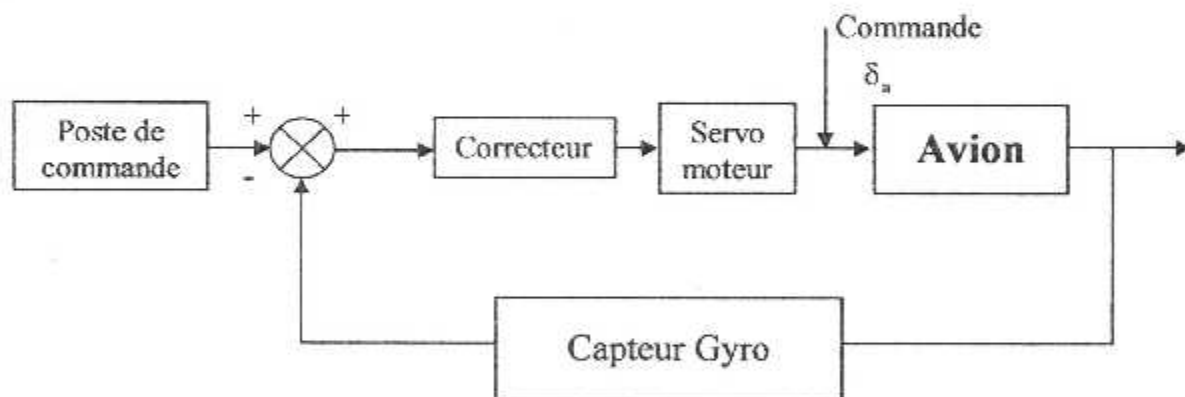 Commande
δa
+
+
Poste de
commande
-
Correcteur
Servo
moteur
Avion
Capteur Gyro